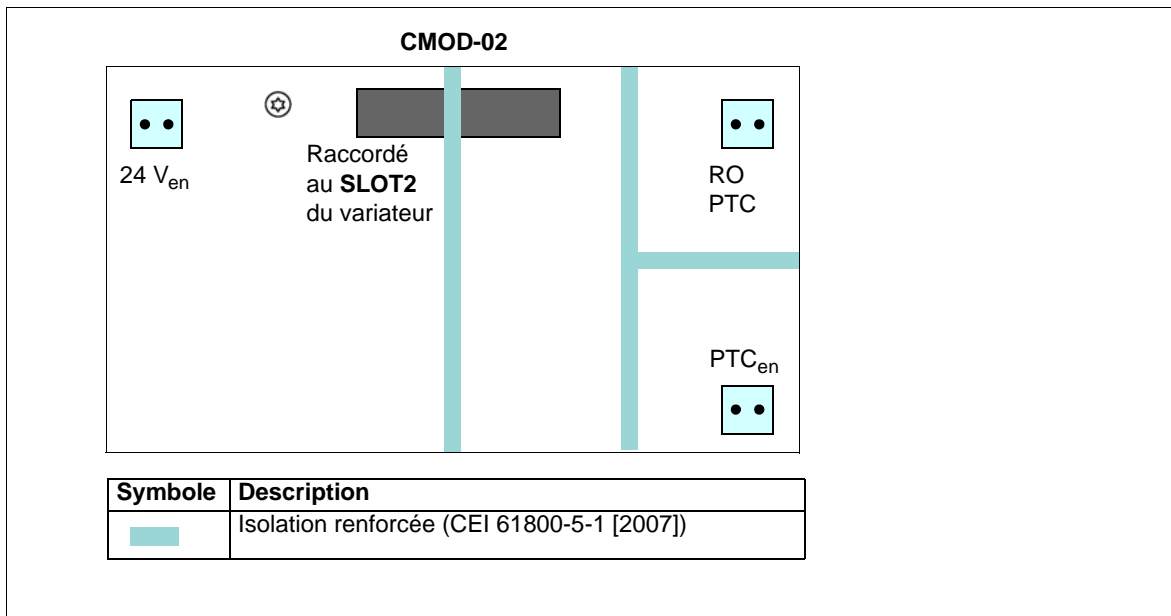 CMOD-02
24 Ven
Raccordé
au SLOT2
du variateur
RO
PTC
PTCen
Symbole Description
Isolation renforcée (CEI 61800-5-1 [2007])